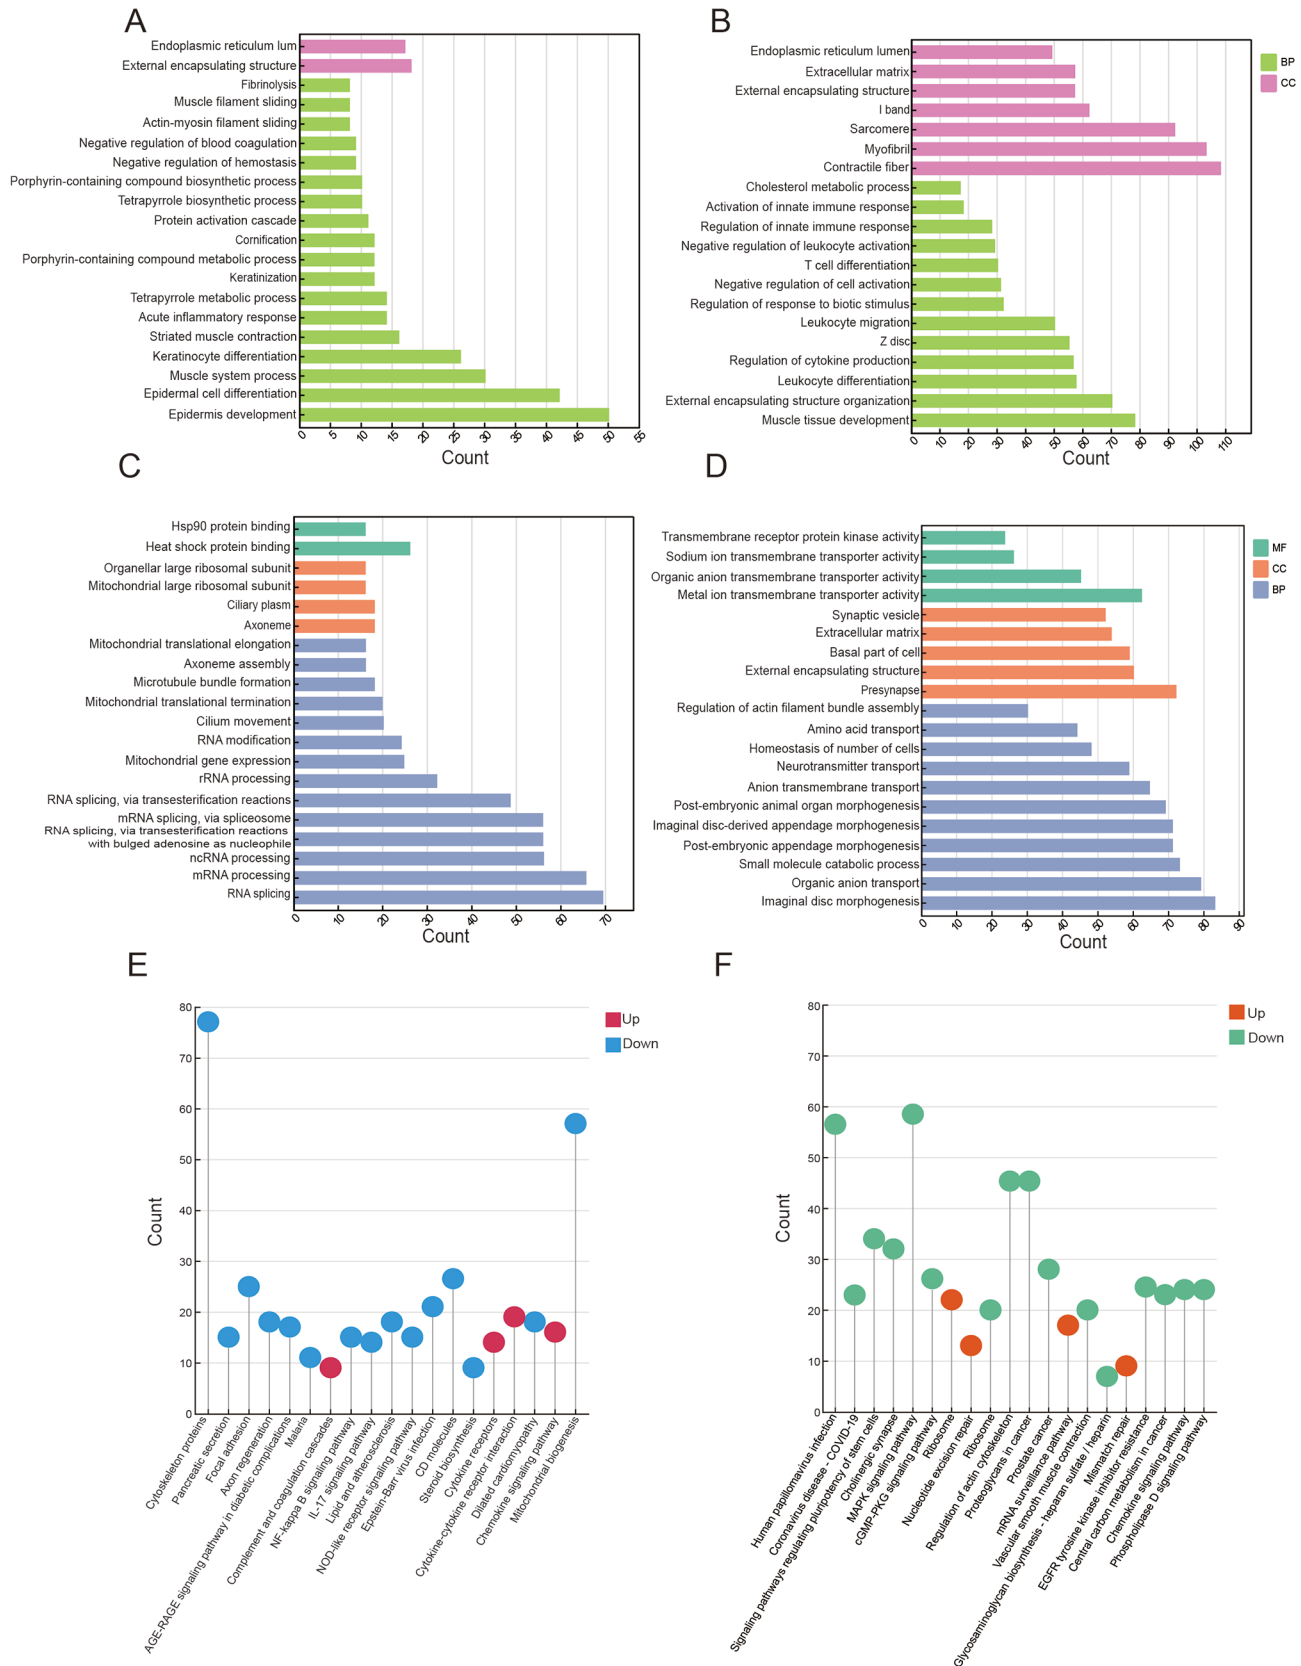 A
Endoplasmic reticulum lum
External encapsulating structure
Fibrinolysis
Muscle filament sliding
Actin-myosin filament sliding
Negative regulation of blood coagulation
Negative regulation of hemostasis
Porphyrin-containing compound biosynthetic process
Tetrapyrrole biosynthetic process
Protein activation cascade
Cornification
Porphyrin-containing compound metabolic process
Keratinization
Tetrapyrrole metabolic process
Acute inflammatory response
Striated muscle contraction
Keratinocyte differentiation
Muscle system process
Epidermal cell differentiation
Epidermis development
0 5 10 15 20 25 30 35 40 45 50 55
Count
B
Endoplasmic reticulum lumen
Extracellular matrix
External encapsulating structure
I band
Sarcomere
Myofibril
Contractile fiber
Cholesterol metabolic process
Activation of innate immune response
Regulation of innate immune response
Negative regulation of leukocyte activation
T cell differentiation
Negative regulation of cell activation
Regulation of response to biotic stimulus
Leukocyte migration
Z disc
Regulation of cytokine production
Leukocyte differentiation
External encapsulating structure organization
Muscle tissue development
0 10 20 30 40 50 60 70 80 90 100 110
Count
BP
CC
C
Hsp90 protein binding
Heat shock protein binding
Organellar large ribosomal subunit
Mitochondrial large ribosomal subunit
Ciliary plasm
Axoneme
Mitochondrial translational elongation
Axoneme assembly
Microtubule bundle formation
Mitochondrial translational termination
Cilium movement
RNA modification
Mitochondrial gene expression
rRNA processing
RNA splicing, via transesterification reactions
mRNA splicing, via spliceosome
RNA splicing, via transesterification reactions
with bulged adenosine as nucleophile
ncRNA processing
mRNA processing
RNA splicing
0 10 20 30 40 50 60 70
Count
D
Transmembrane receptor protein kinase activity
Sodium ion transmembrane transporter activity
Organic anion transmembrane transporter activity
Metal ion transmembrane transporter activity
Synaptic vesicle
Extracellular matrix
Basal part of cell
External encapsulating structure
Presynapse
Regulation of actin filament bundle assembly
Amino acid transport
Homeostasis of number of cells
Neurotransmitter transport
Anion transmembrane transport
Post-embryonic animal organ morphogenesis
Imaginal disc-derived appendage morphogenesis
Post-embryonic appendage morphogenesis
Small molecule catabolic process
Organic anion transport
Imaginal disc morphogenesis
0 10 20 30 40 50 60 70 80 90
Count
MF
CC
BP
E
80
70
60
50
40
30
20
10
0
Count
Up
Down
Cytoskeleton proteins
Pancreatic secretion
Focal adhesion
Axon regeneration
AGE-RAGE signaling pathway in diabetic complications
Malaria
Complement and coagulation cascades
NF-kappa B signaling pathway
IL-17 signaling pathway
Lipid and atherosclerosis
NOD-like receptor signaling pathway
Epstein-Barr virus infection
CD molecules
Steroid biosynthesis
Cytokine receptors
Cytokine-cytokine receptor interaction
Dilated cardiomyopathy
Chemokine signaling pathway
Mitochondrial biogenesis
F
80
70
60
50
40
30
20
10
0
Count
Up
Down
Human papillomavirus infection
Coronavirus disease - COVID-19
Signaling pathways regulating pluripotency of stem cells
Cholinergic synapse
MAPK signaling pathway
cGMP-PKG signaling pathway
Ribosome
Nucleotide excision repair
Ribosome
Regulation of actin cytoskeleton
Proteoglycans in cancer
Prostate cancer
mRNA surveillance pathway
Vascular smooth muscle contraction
Glycosaminoglycan biosynthesis - heparan sulfate / heparin
Mismatch repair
EGFR tyrosine kinase inhibitor resistance
Central carbon metabolism in cancer
Chemokine signaling pathway
Phospholipase D signaling pathway